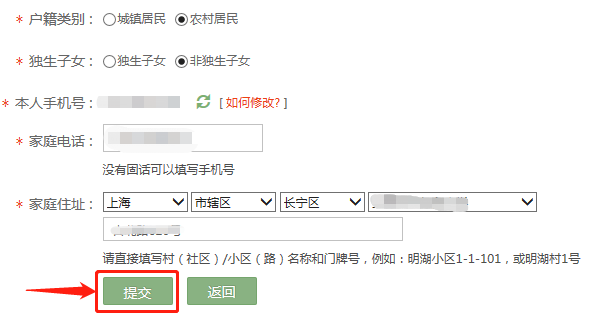 * 户籍类别： 城镇居民 农村居民
* 独生子女： 独生子女 非独生子女
* 本人手机号： [ 如何修改? ]
* 家庭电话：
没有固话可以填写手机号
* 家庭住址： 上海 市辖区 长宁区
请直接填写村（社区）/小区（路）名称和门牌号，例如：明湖小区1-1-101，或明湖村1号
提交 返回